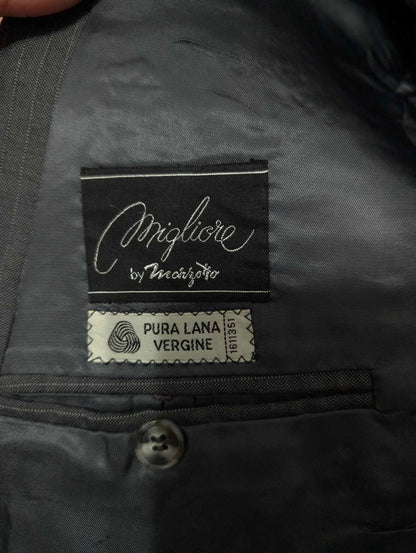 Migliore
by Marzotto
PURA LANA
VERGINE
1611351